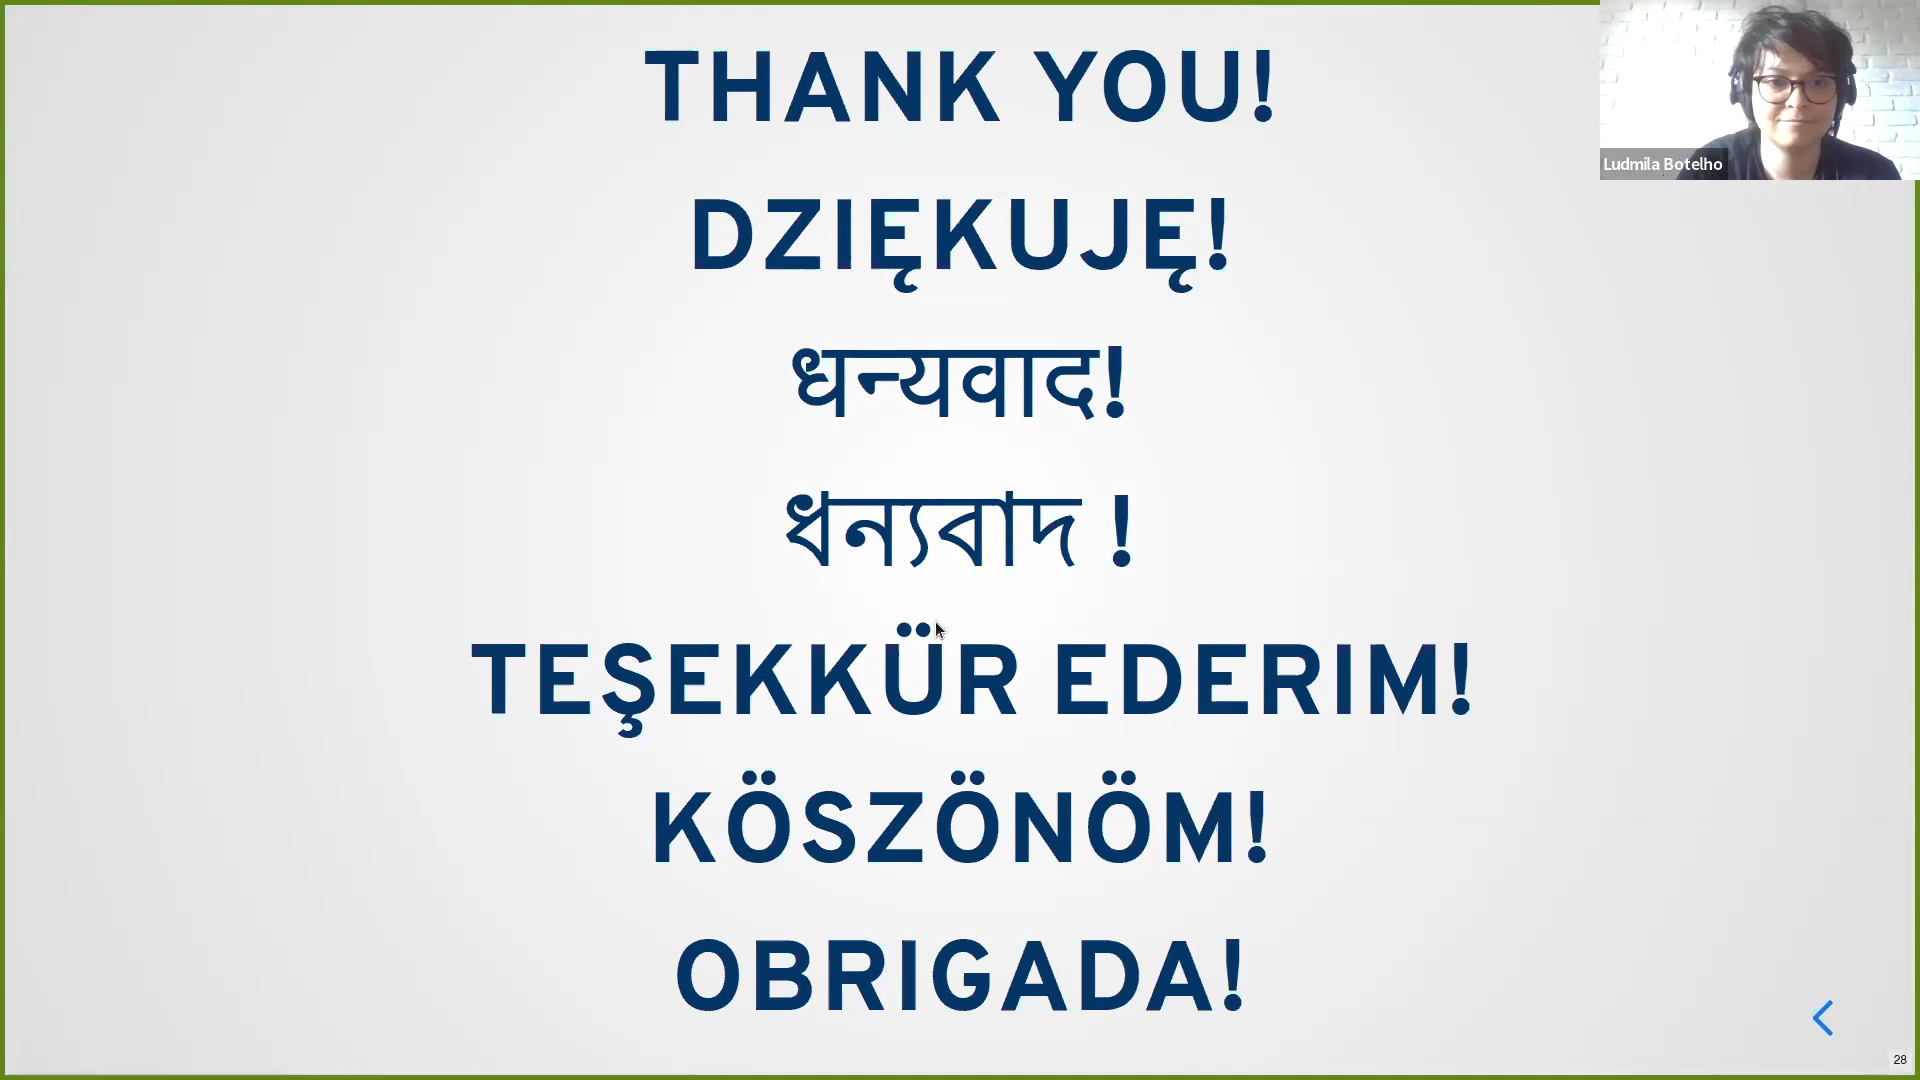 THANK YOU!
Ludmila Botelho
DZIĘKUJĘ!
धन्यवाद!
ধন্যবাদ !
TEŞEKKÜR EDERIM!
KÖSZÖNÖM!
OBRIGADA!
28